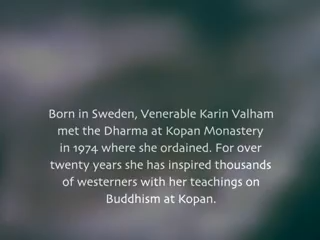 Born in Sweden, Venerable Karin Valham
met the Dharma at Kopan Monastery
in 1974 where she ordained. For over
twenty years she has inspired thousands
of westerners with her teachings on
Buddhism at Kopan.